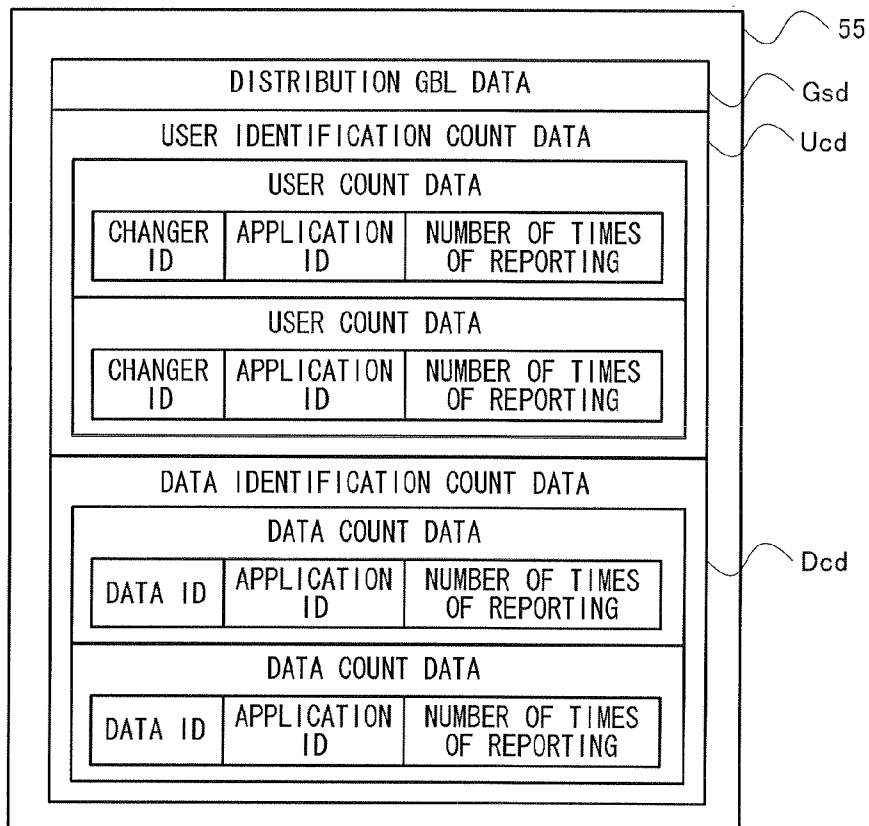 55
DISTRIBUTION GBL DATA
Gsd
USER IDENTIFICATION COUNT DATA
Ucd
USER COUNT DATA
CHANGER ID
APPLICATION ID
NUMBER OF TIMES OF REPORTING
USER COUNT DATA
CHANGER ID
APPLICATION ID
NUMBER OF TIMES OF REPORTING
DATA IDENTIFICATION COUNT DATA
Dcd
DATA COUNT DATA
DATA ID
APPLICATION ID
NUMBER OF TIMES OF REPORTING
DATA COUNT DATA
DATA ID
APPLICATION ID
NUMBER OF TIMES OF REPORTING